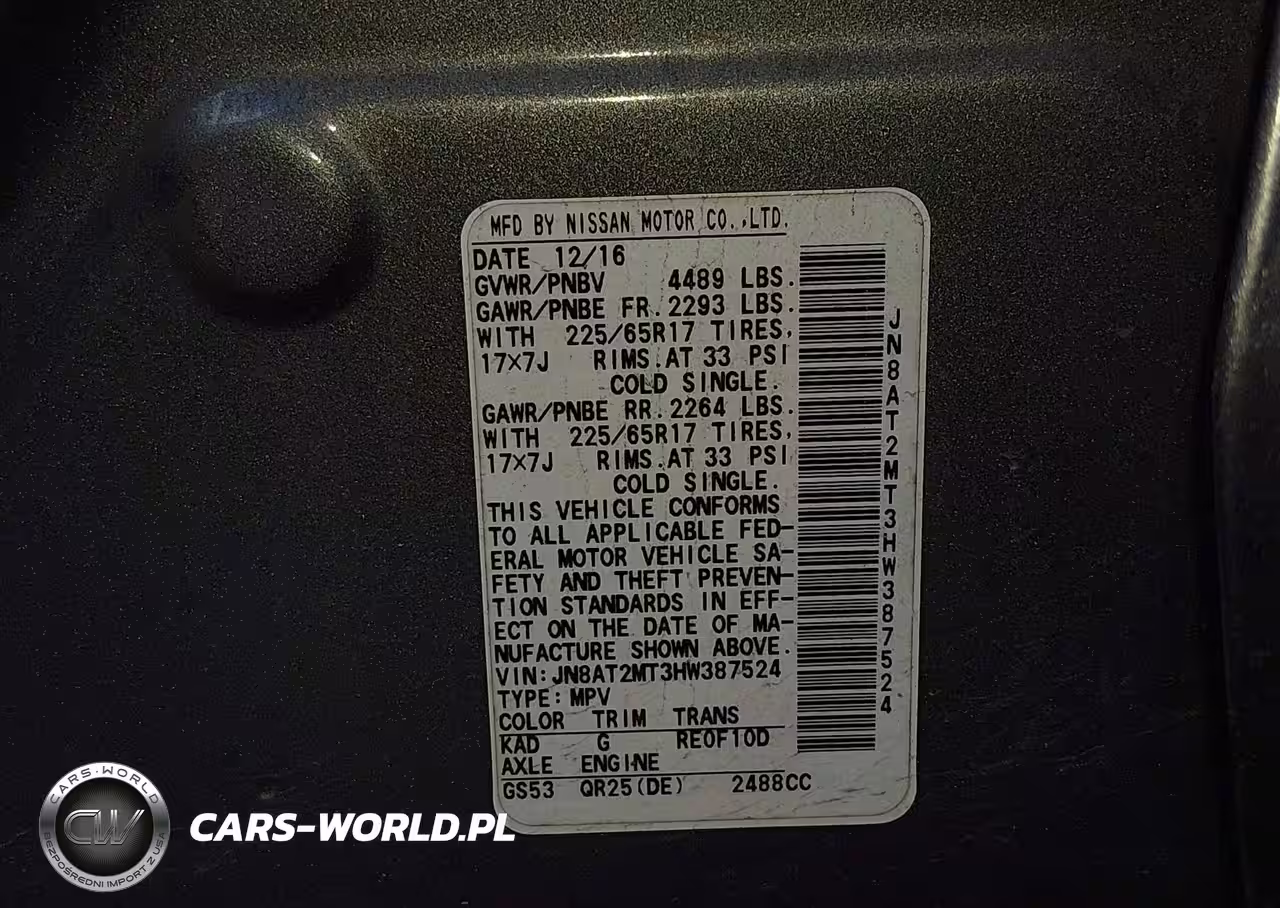 MFD BY NISSAN MOTOR CO.,LTD.
DATE 12/16
GVWR/PNBV 4489 LBS.
GAWR/PNBE FR. 2293 LBS.
WITH 225/65R17 TIRES,
17×7J RIMS.AT 33 PSI
COLD SINGLE.
GAWR/PNBE RR. 2264 LBS.
WITH 225/65R17 TIRES,
17×7J RIMS.AT 33 PSI
COLD SINGLE.
THIS VEHICLE CONFORMS
TO ALL APPLICABLE FED-
ERAL MOTOR VEHICLE SA-
FETY AND THEFT PREVEN-
TION STANDARDS IN EFF-
ECT ON THE DATE OF MA-
NUFACTURE SHOWN ABOVE.
VIN:JN8AT2MT3HW387524
TYPE:MPV
COLOR TRIM TRANS
KAD G RE0F10D
AXLE ENGINE
GS53 QR25(DE) 2488CC
JN8AT2MT3HW387524
CARS-WORLD
CW
BEZPOŚREDNI IMPORT Z USA
CARS-WORLD.PL